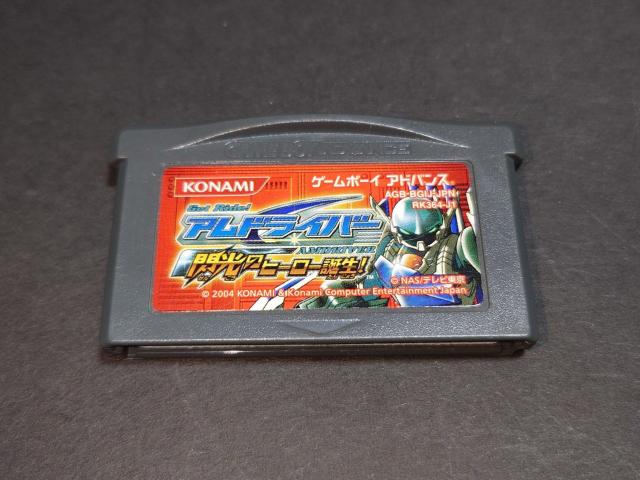 GAME BOY ADVANCE
KONAMI
ゲームボーイ アドバンス
AGB-BGIJ-JPN
RK364-J1
Get Ride!
アムドライバー
AMDRIVER
閃光のヒーロー誕生!
TM
© NAS/テレビ東京
© 2004 KONAMI & Konami Computer Entertainment Japan